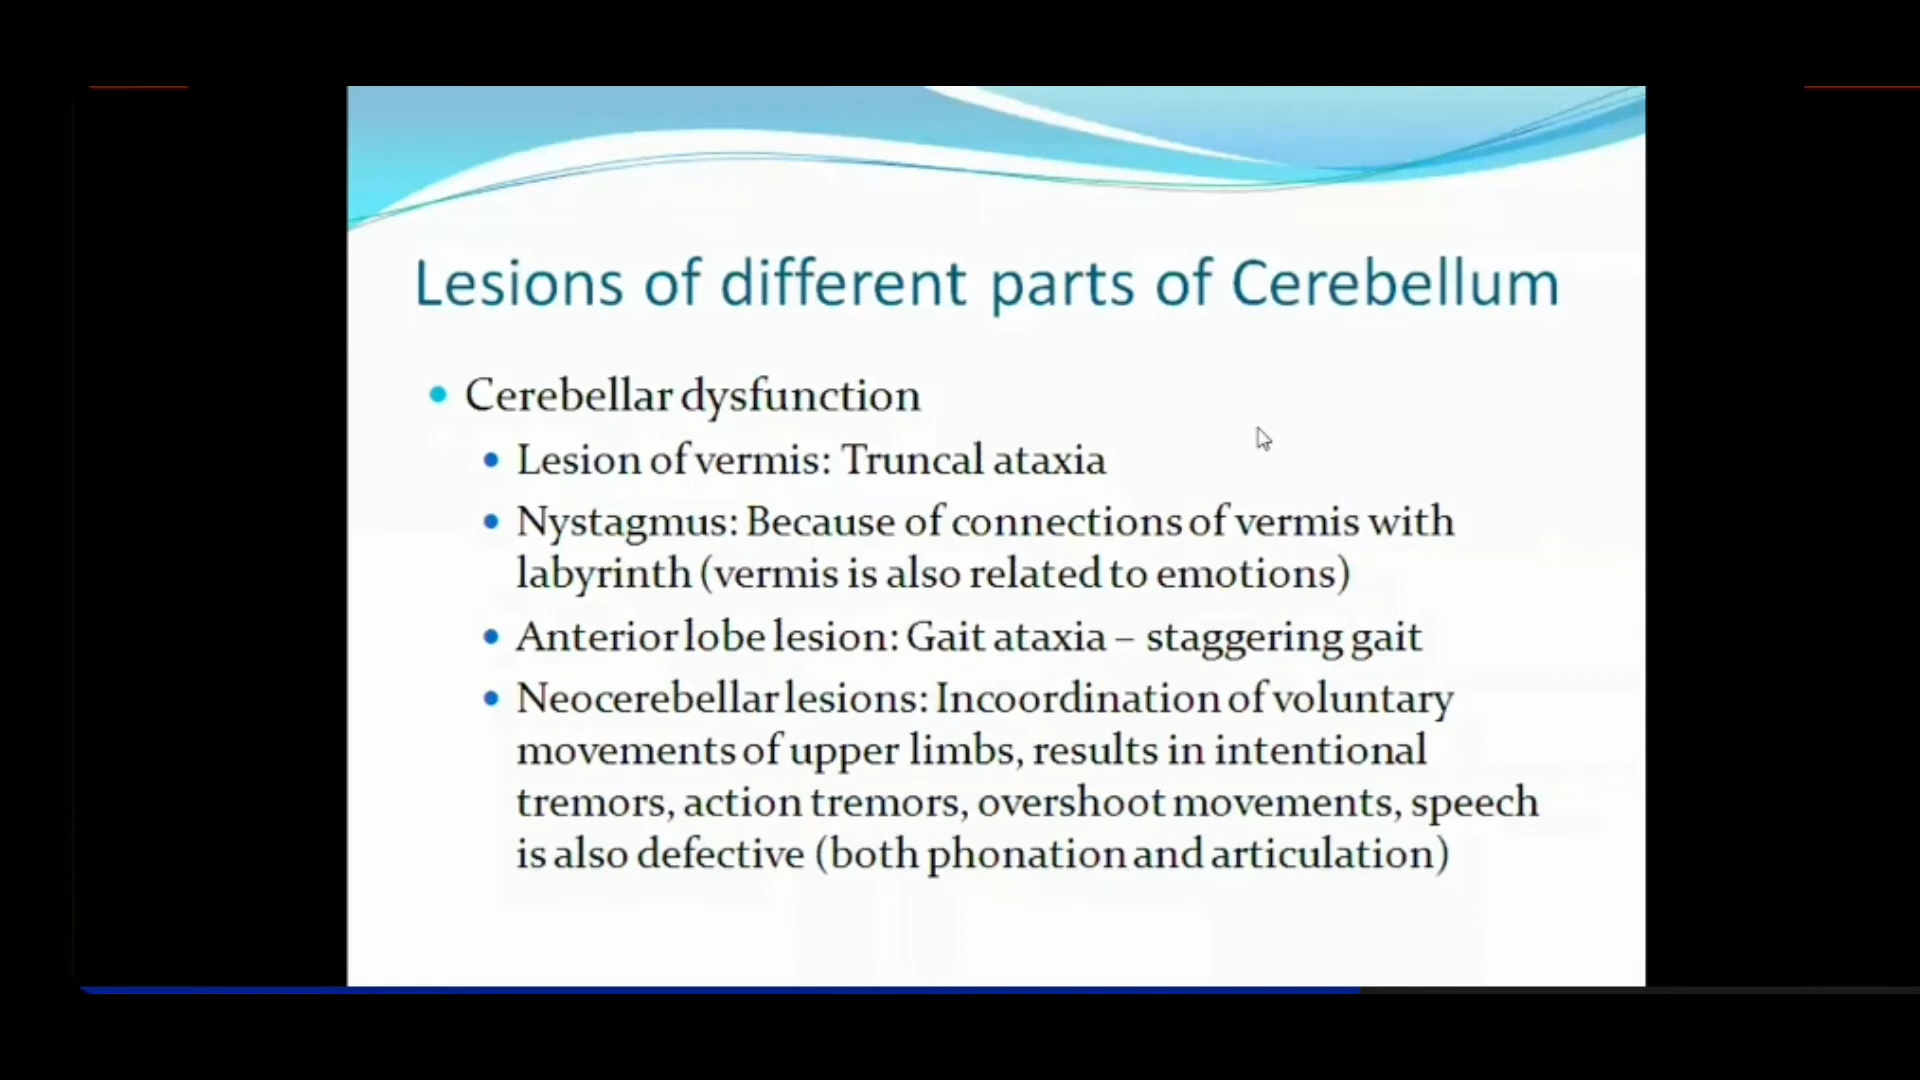 Lesions of different parts of Cerebellum
Cerebellar dysfunction
Lesion of vermis: Truncal ataxia
Nystagmus: Because of connections of vermis with
labyrinth (vermis is also related to emotions)
Anterior lobe lesion: Gait ataxia – staggering gait
Neocerebellar lesions: Incoordination of voluntary
movements of upper limbs, results in intentional
tremors, action tremors, overshoot movements, speech
is also defective (both phonation and articulation)